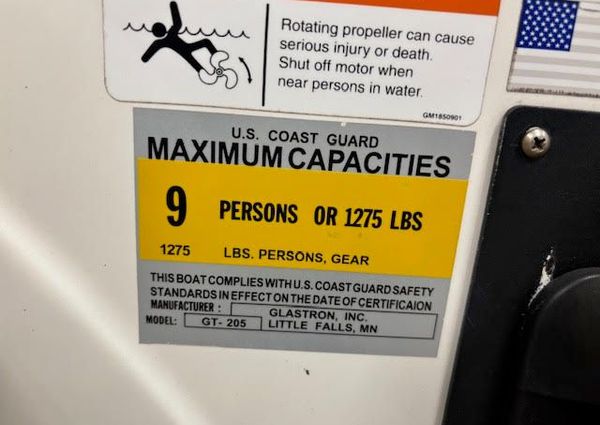 Rotating propeller can cause
serious injury or death.
Shut off motor when
near persons in water.
GM1850901
U.S. COAST GUARD
MAXIMUM CAPACITIES
9 PERSONS OR 1275 LBS
1275 LBS. PERSONS, GEAR
THIS BOAT COMPLIES WITH U.S. COAST GUARD SAFETY
STANDARDS IN EFFECT ON THE DATE OF CERTIFICAION
MANUFACTURER : GLASTRON, INC.
MODEL: GT- 205 LITTLE FALLS, MN